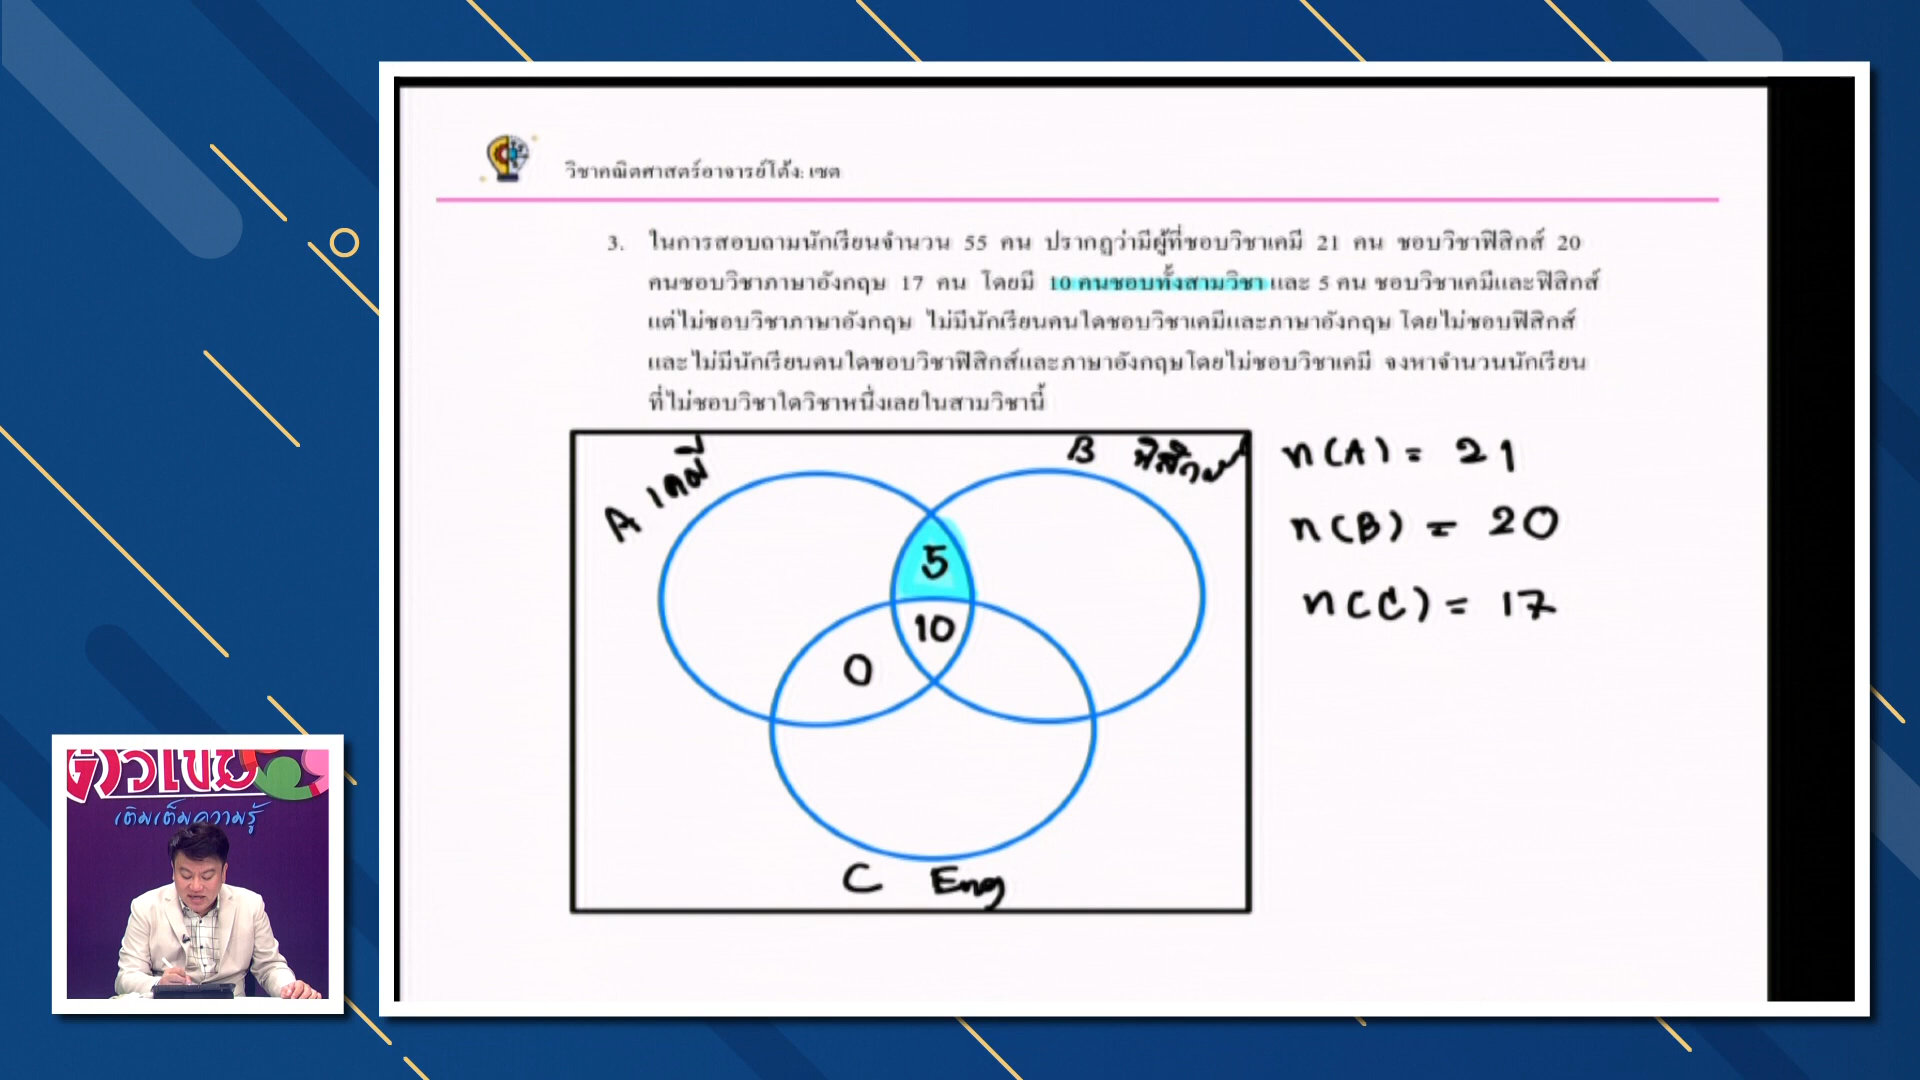 วิชาคณิตศาสตร์อาจารย์โต้ง: เซต
3. ในการสอบถามนักเรียนจำนวน 55 คน ปรากฏว่ามีผู้ที่ชอบวิชาเคมี 21 คน ชอบวิชาฟิสิกส์ 20
คนชอบวิชาภาษาอังกฤษ 17 คน โดยมี 10 คนชอบทั้งสามวิชา และ 5 คน ชอบวิชาเคมีและฟิสิกส์
แต่ไม่ชอบวิชาภาษาอังกฤษ ไม่มีนักเรียนคนใดชอบวิชาเคมีและภาษาอังกฤษ โดยไม่ชอบฟิสิกส์
และไม่มีนักเรียนคนใดชอบวิชาฟิสิกส์และภาษาอังกฤษโดยไม่ชอบวิชาเคมี จงหาจำนวนนักเรียน
ที่ไม่ชอบวิชาใดวิชาหนึ่งเลยในสามวิชานี้
A เคมี
B ฟิสิกส์
n(A) = 21
n(B) = 20
n(C) = 17
5
10
0
C Eng
ติวเข้ม
เติมเต็มความรู้